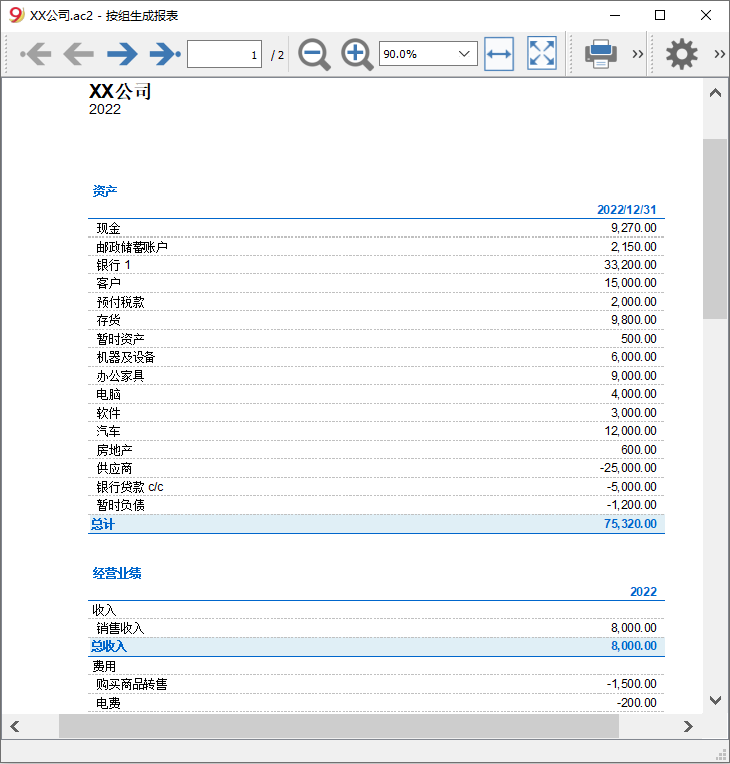 XX公司.ac2 - 按组生成报表
1 / 2 90.0%
XX公司
2022
资产
2022/12/31
现金 9,270.00
邮政储蓄账户 2,150.00
银行 1 33,200.00
客户 15,000.00
预付税款 2,000.00
存货 9,800.00
暂时资产 500.00
机器及设备 6,000.00
办公家具 9,000.00
电脑 4,000.00
软件 3,000.00
汽车 12,000.00
房地产 600.00
供应商 -25,000.00
银行贷款 c/c -5,000.00
暂时负债 -1,200.00
总计 75,320.00
经营业绩
2022
收入
销售收入 8,000.00
总收入 8,000.00
费用
购买商品转售 -1,500.00
电费 -200.00